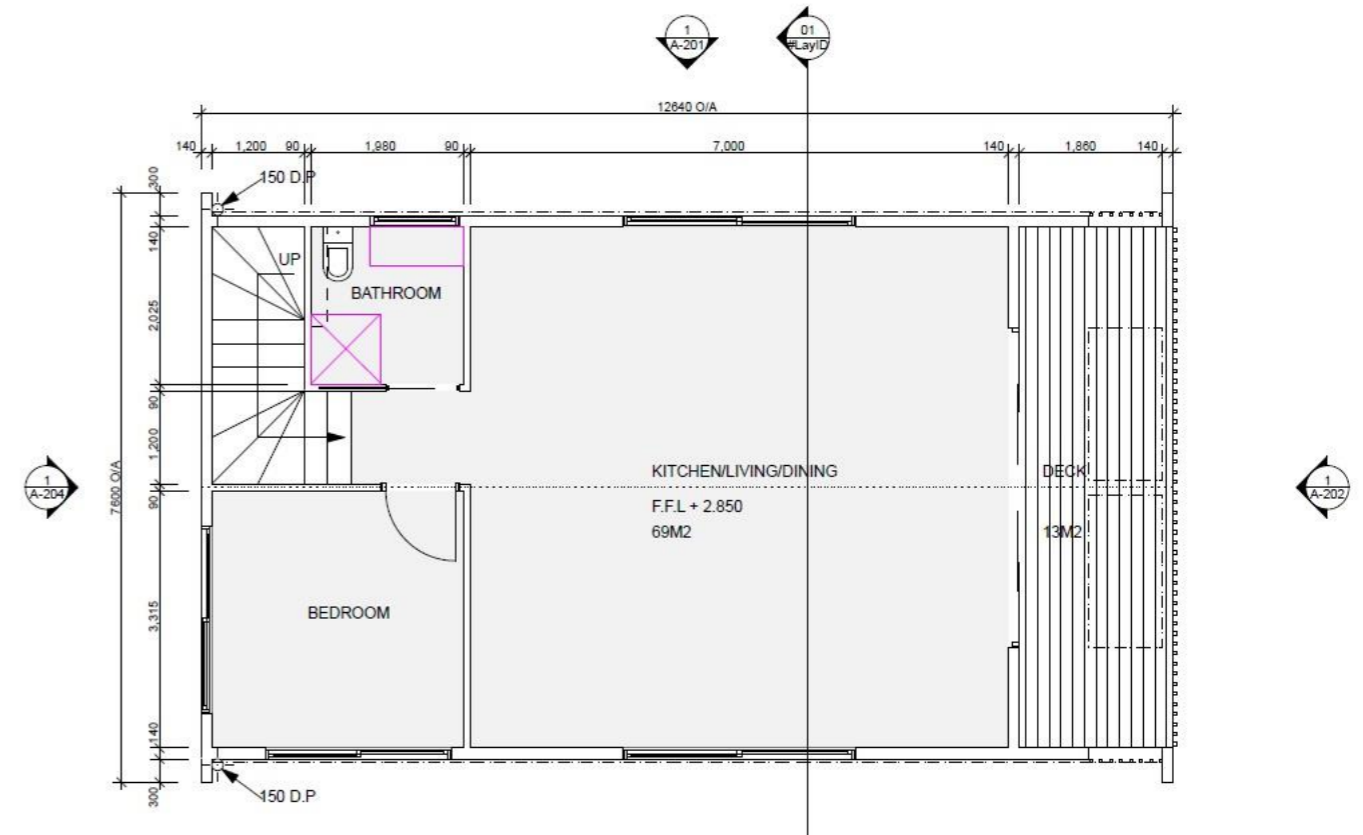 1
A-201
01
#LayID
12640 O/A
140 1,200 90 1,980 90 7,000 140 1,860 140
300
150 D.P
140
UP
BATHROOM
2,025
90
1,200
7600 O/A
KITCHEN/LIVING/DINING
DECK
1
A-204
1
A-202
90
F.F.L + 2.850
69M2
13M2
BEDROOM
3,315
140
150 D.P
300